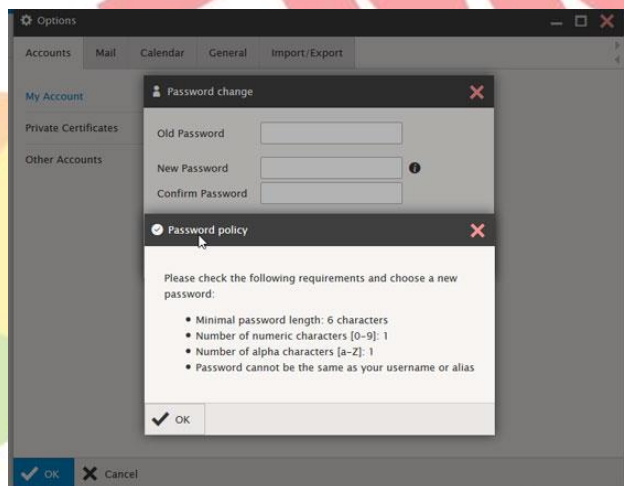 Options
Accounts Mail Calendar General Import/Export
My Account
Private Certificates
Other Accounts
Password change
Old Password
New Password
Confirm Password
Password policy
Please check the following requirements and choose a new
password:
• Minimal password length: 6 characters
• Number of numeric characters [0-9]: 1
• Number of alpha characters [a-Z]: 1
• Password cannot be the same as your username or alias
OK
OK Cancel